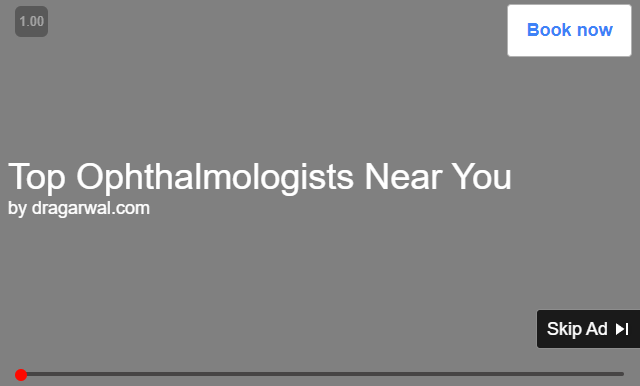 1.00
Book now
Top Ophthalmologists Near You
by dragarwal.com
Skip Ad